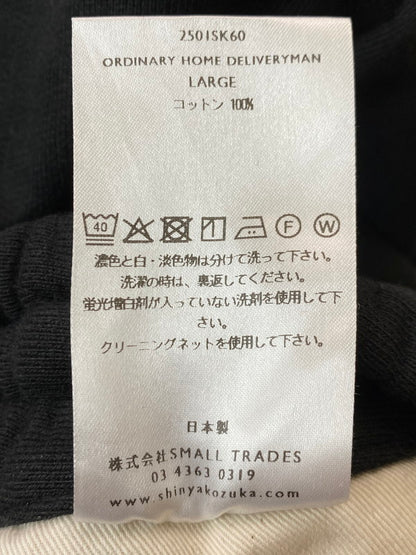 2501SK60
ORDINARY HOME DELIVERYMAN
LARGE
コットン 100%
40 F W
濃色と白・淡色物は分けて洗って下さい。
洗濯の時は、裏返してください。
蛍光増白剤が入っていない洗剤を使用して下
さい。
クリーニングネットを使用して下さい。
日本製
株式会社SMALL TRADES
03 4363 0319
www.shinyakozuka.com